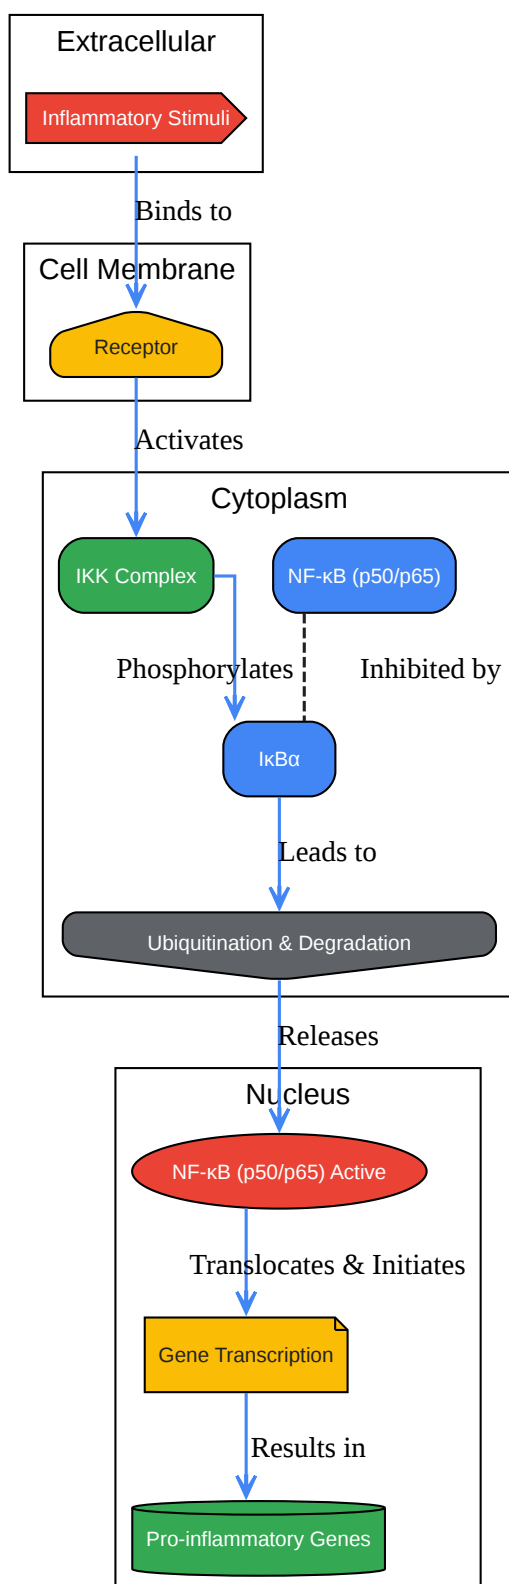 Extracellular
Inflammatory Stimuli
Binds to
Cell Membrane
Receptor
Activates
Cytoplasm
IKK Complex
NF-κB (p50/p65)
Phosphorylates
Inhibited by
IκBα
Leads to
Ubiquitination & Degradation
Releases
Nucleus
NF-κB (p50/p65) Active
Translocates & Initiates
Gene Transcription
Results in
Pro-inflammatory Genes